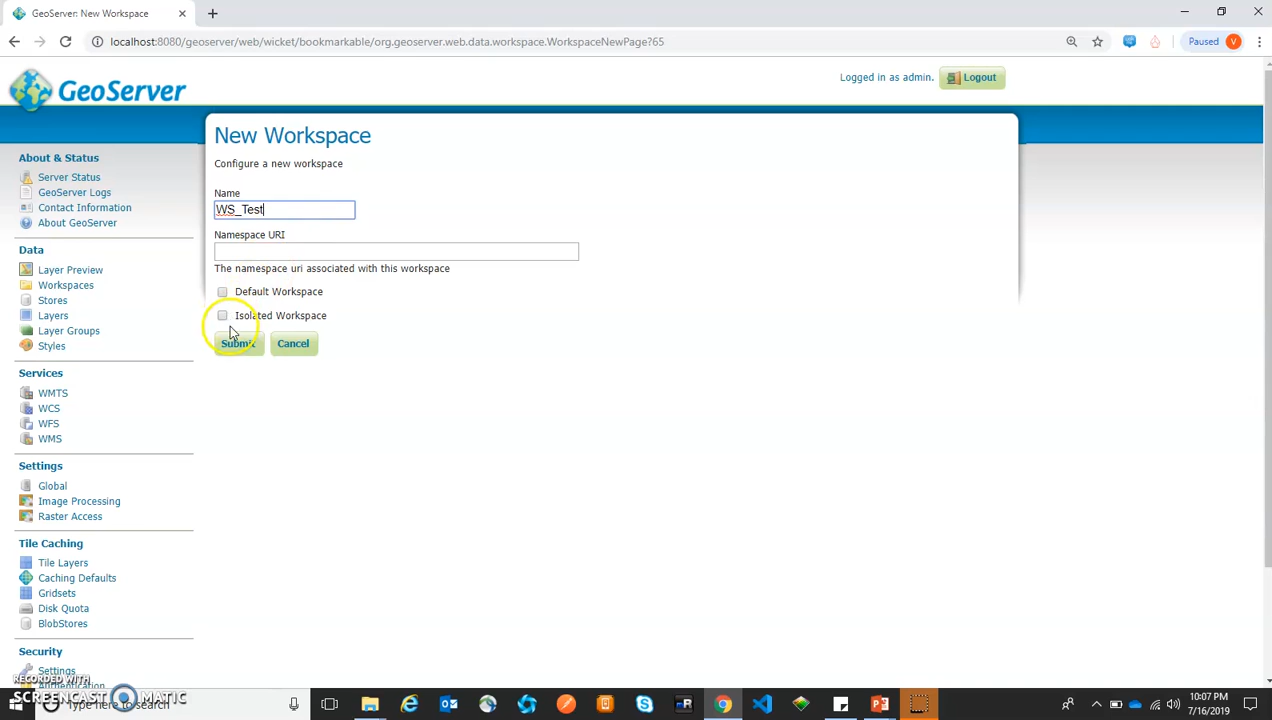 GeoServer: New Workspace
localhost:8080/geoserver/web/wicket/bookmarkable/org.geoserver.web.data.workspace.WorkspaceNewPage?65
Paused
V
GeoServer
Logged in as admin.
Logout
New Workspace
Configure a new workspace
Name
WS_Test
Namespace URI
The namespace uri associated with this workspace
Default Workspace
Isolated Workspace
Submit
Cancel
About & Status
Server Status
GeoServer Logs
Contact Information
About GeoServer
Data
Layer Preview
Workspaces
Stores
Layers
Layer Groups
Styles
Services
WMTS
WCS
WFS
WMS
Settings
Global
Image Processing
Raster Access
Tile Caching
Tile Layers
Caching Defaults
Gridsets
Disk Quota
BlobStores
Security
Settings
Authentication
RECORDED WITH
SCREENCAST MATIC
Type here to search
10:07 PM
7/16/2019